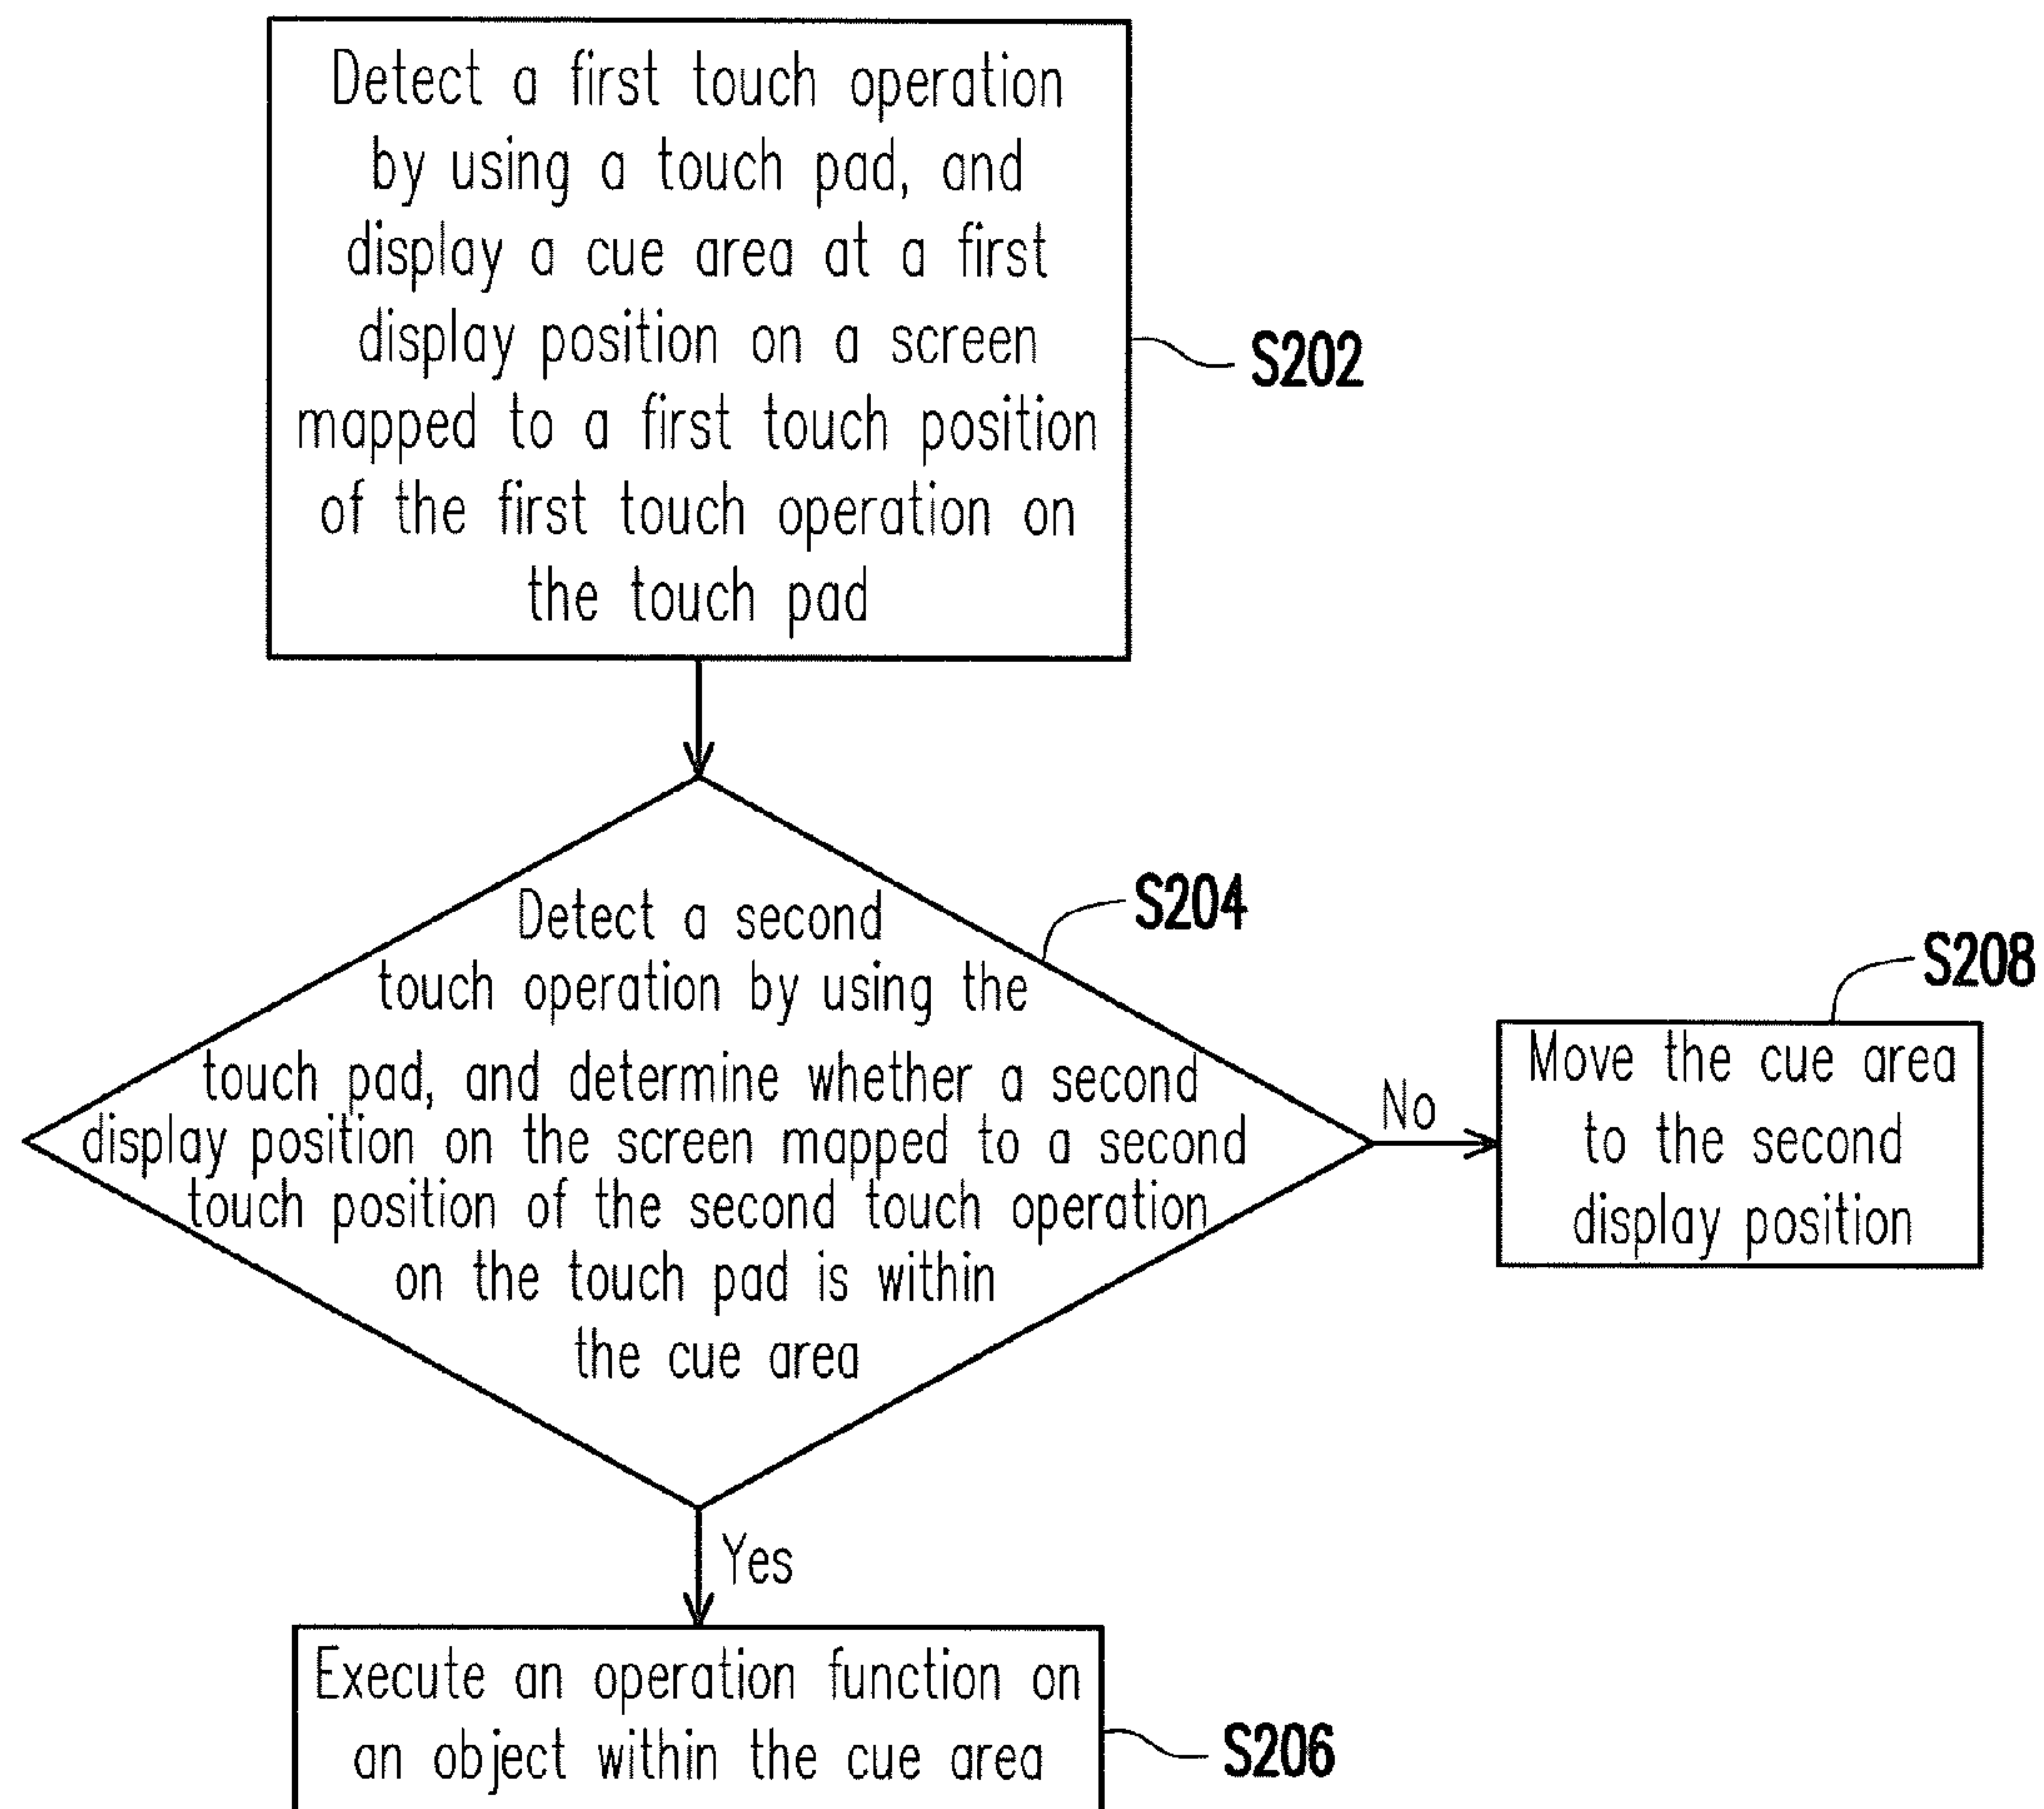 Detect a first touch operation
by using a touch pad, and
display a cue area at a first
display position on a screen
mapped to a first touch position
of the first touch operation on
the touch pad
S202
Detect a second
touch operation by using the
touch pad, and determine whether a second
display position on the screen mapped to a second
touch position of the second touch operation
on the touch pad is within
the cue area
S204
No
Move the cue area
to the second
display position
S208
Yes
Execute an operation function on
an object within the cue area
S206